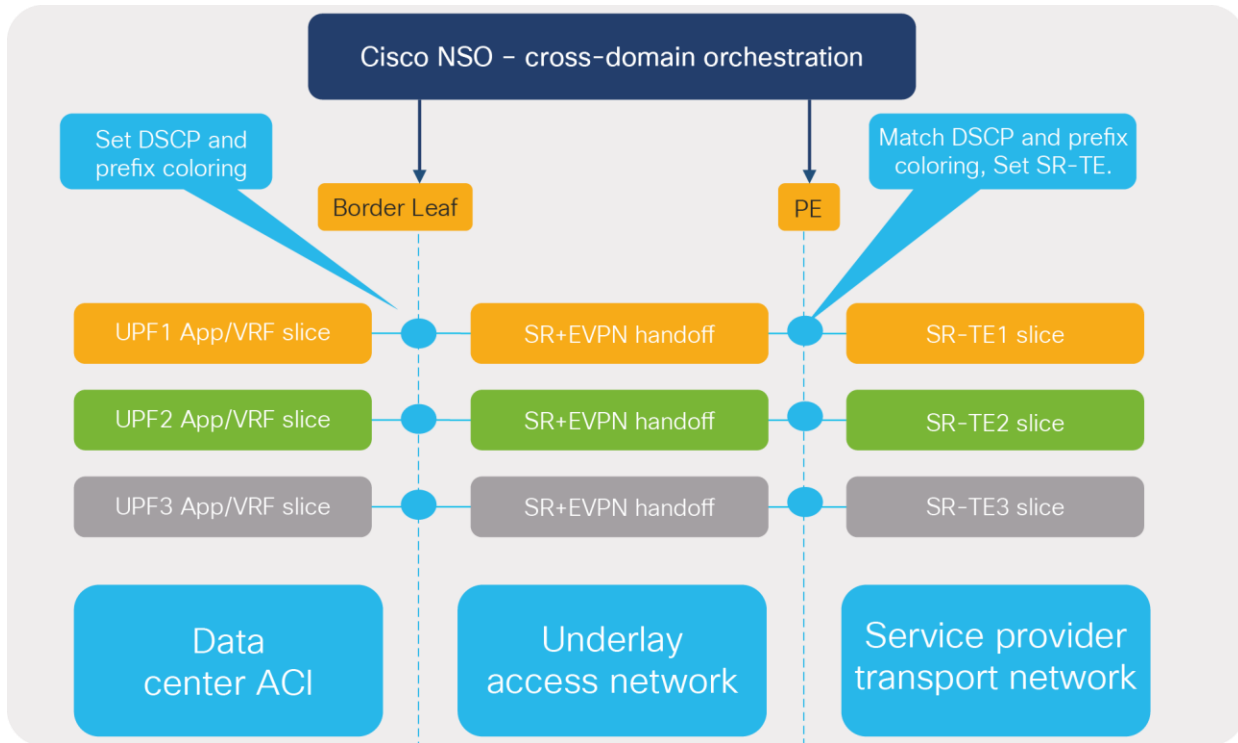 Cisco NSO – cross-domain orchestration
Set DSCP and
prefix coloring
Match DSCP and prefix
coloring, Set SR-TE.
Border Leaf
PE
UPF1 App/VRF slice
SR+EVPN handoff
SR-TE1 slice
UPF2 App/VRF slice
SR+EVPN handoff
SR-TE2 slice
UPF3 App/VRF slice
SR+EVPN handoff
SR-TE3 slice
Data
center ACI
Underlay
access network
Service provider
transport network